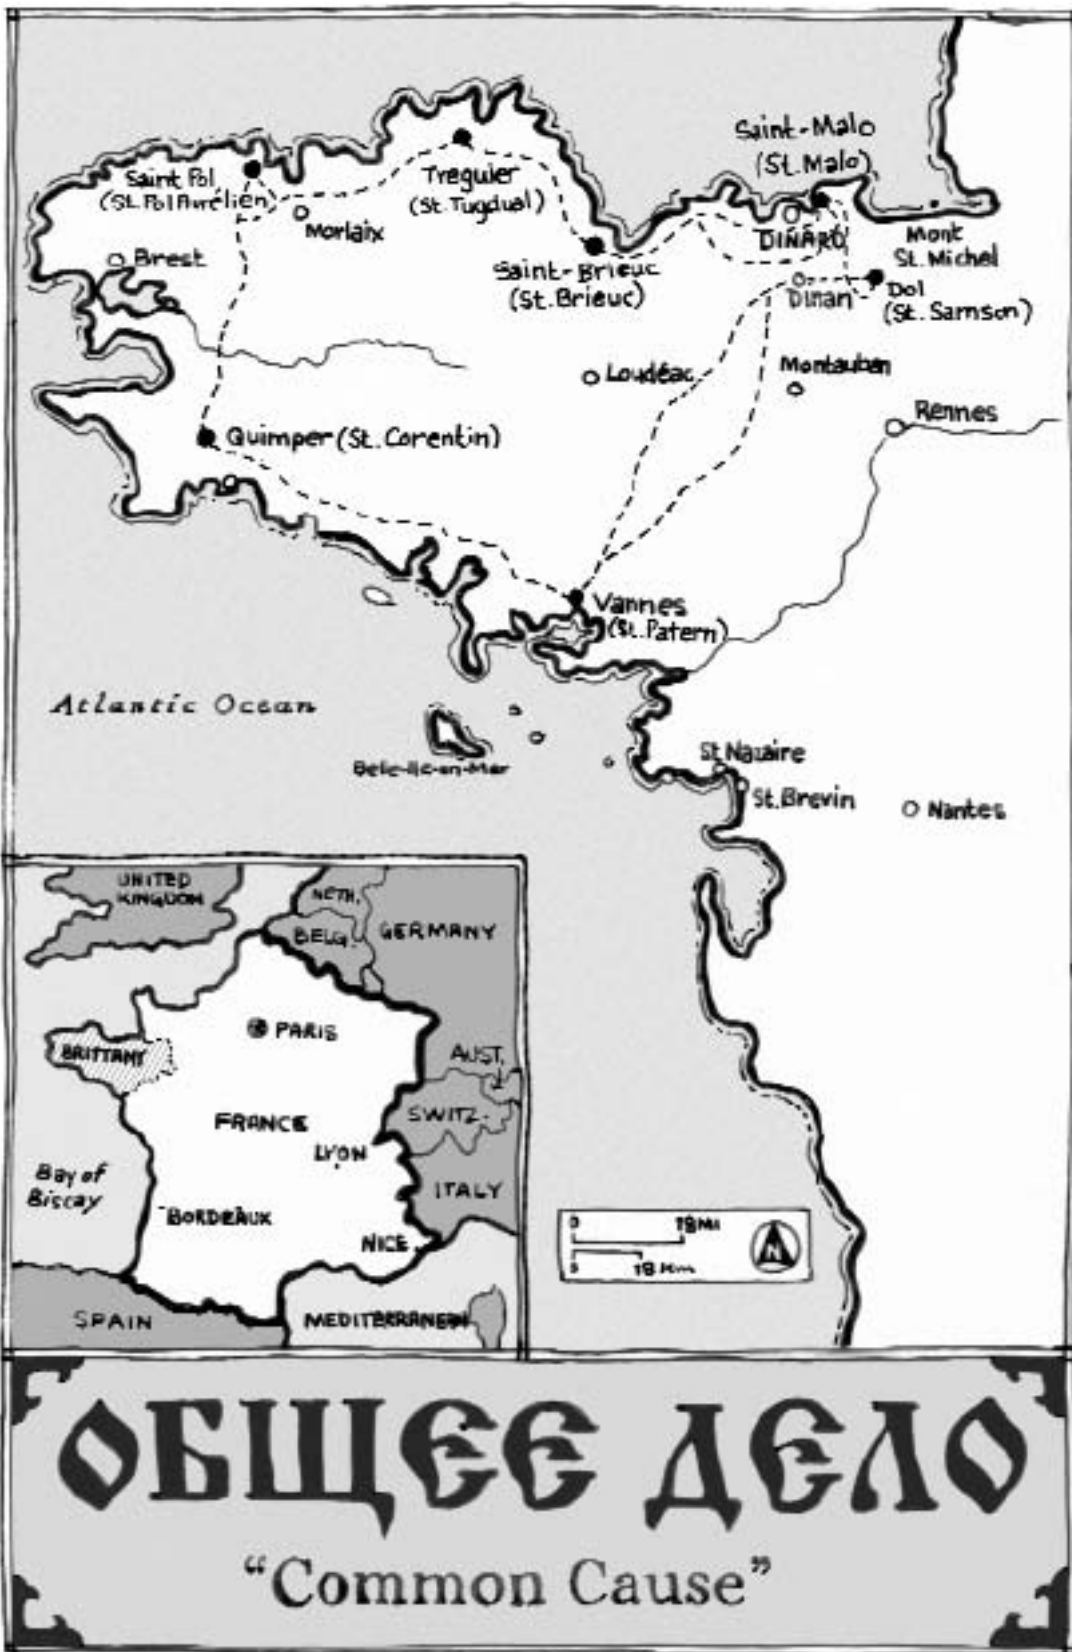 Saint-Malo
(St. Malo)
Saint Pol
(St. Pol Aurélien)
Treguier
(St. Tugdual)
Morlaix
DINARD
Mont
St. Michel
Brest
Saint-Brieuc
(St. Brieuc)
Dinan
Dol
(St. Samson)
Loudéac
Montauban
Rennes
Quimper (St. Corentin)
Vannes
(St. Patern)
Atlantic Ocean
Belle-Ile-en-Mer
St Nazaire
St. Brevin
Nantes
UNITED
KINGDOM
NETH.
BELG.
GERMANY
PARIS
BRITTANY
AUST.
FRANCE
SWITZ.
LYON
Bay of
Biscay
ITALY
BORDEAUX
NICE
SPAIN
MEDITERRANEAN
0 18 MI
18 Km
N
ОБЩЕЕ ДЕЛО
“Common Cause”